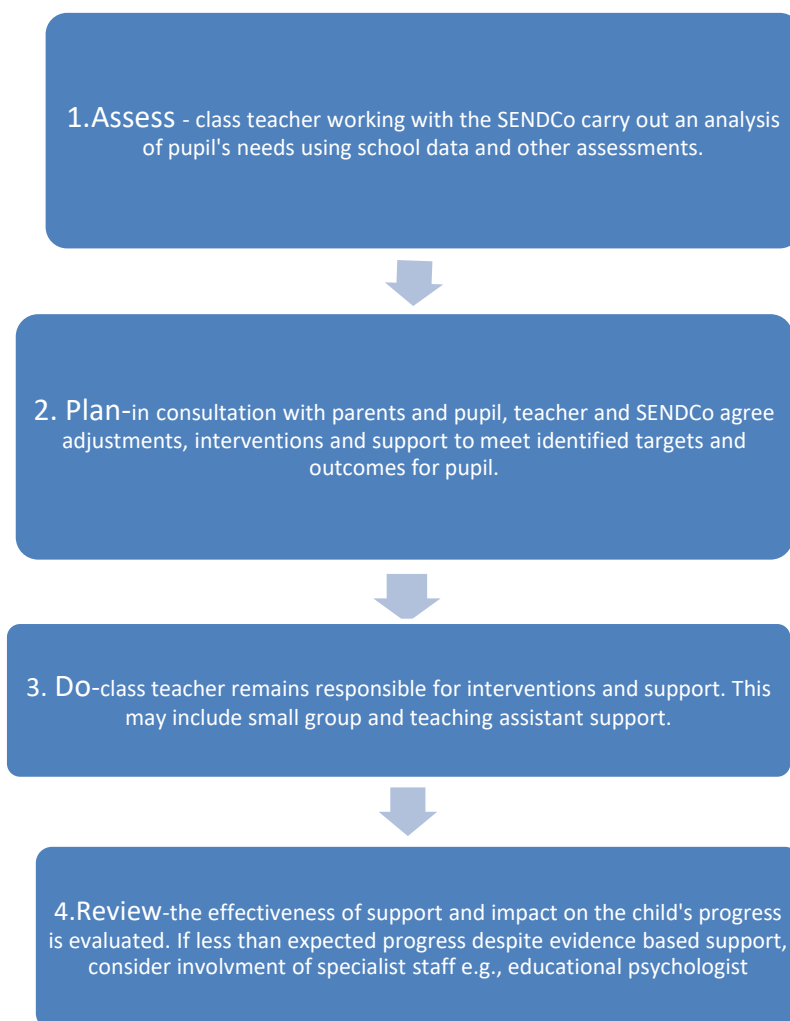 1.Assess - class teacher working with the SENDCo carry out an analysis
of pupil's needs using school data and other assessments.
2. Plan-in consultation with parents and pupil, teacher and SENDCo agree
adjustments, interventions and support to meet identified targets and
outcomes for pupil.
3. Do-class teacher remains responsible for interventions and support. This
may include small group and teaching assistant support.
4.Review-the effectiveness of support and impact on the child's progress
is evaluated. If less than expected progress despite evidence based support,
consider involvment of specialist staff e.g., educational psychologist